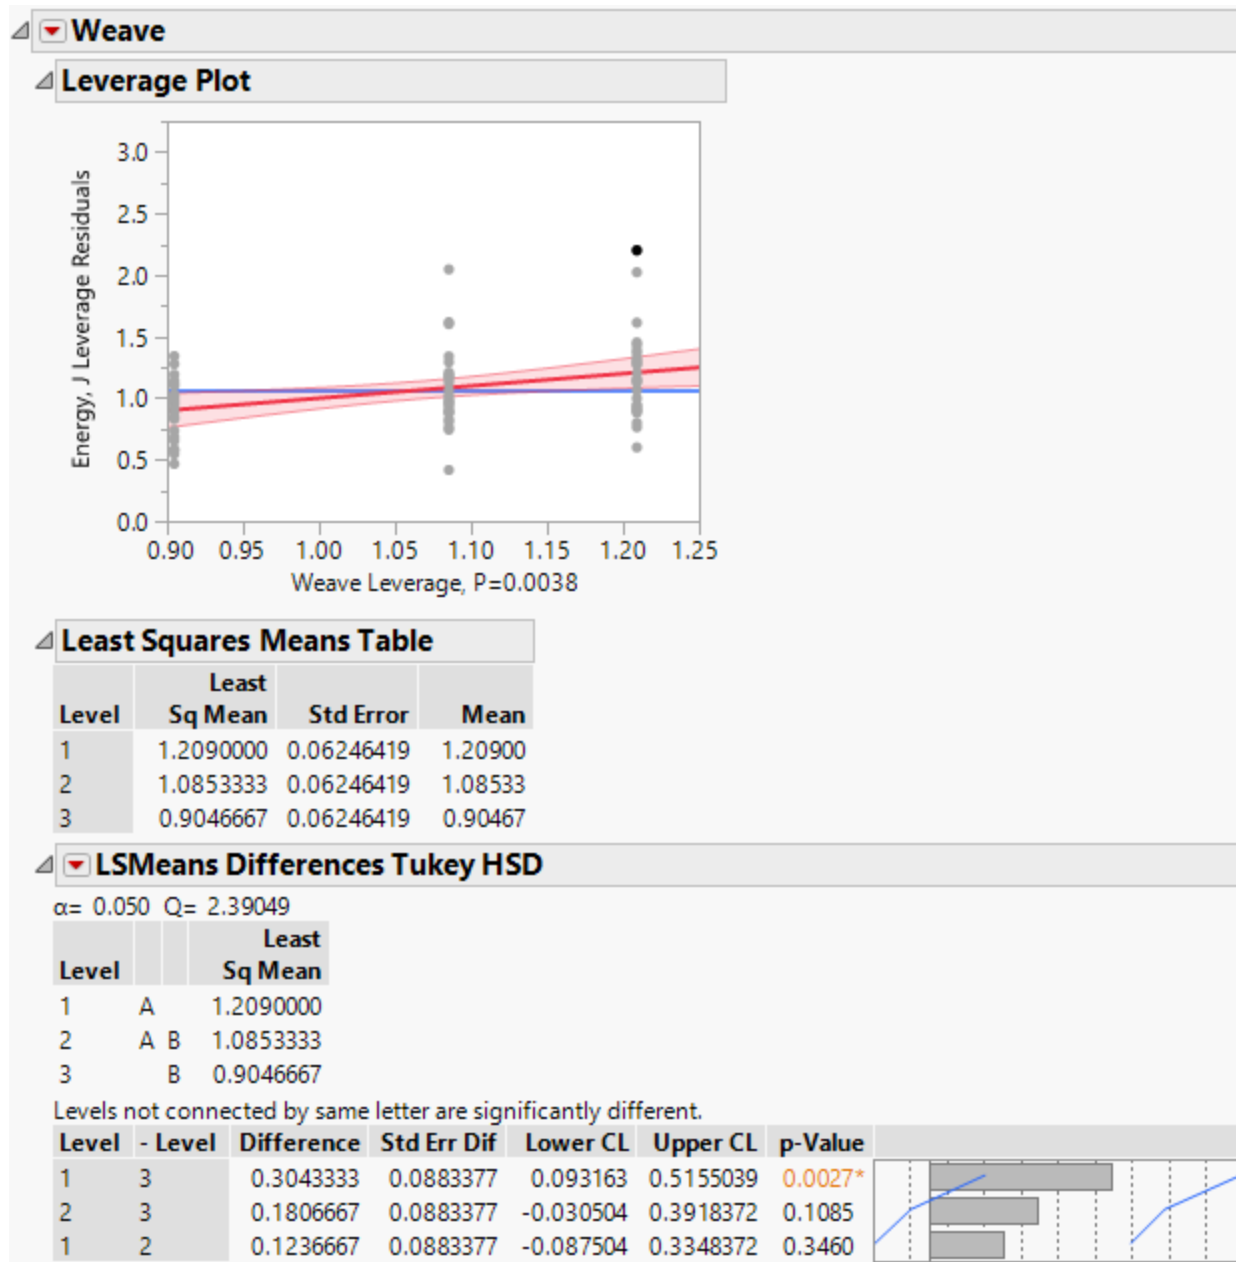 Weave
Leverage Plot
3.0
2.5
2.0
1.5
1.0
0.5
0.0
Energy, J Leverage Residuals
0.90 0.95 1.00 1.05 1.10 1.15 1.20 1.25
Weave Leverage, P=0.0038
Least Squares Means Table
Least
Level Sq Mean Std Error Mean
1 1.2090000 0.06246419 1.20900
2 1.0853333 0.06246419 1.08533
3 0.9046667 0.06246419 0.90467
LSMeans Differences Tukey HSD
α= 0.050 Q= 2.39049
Least
Level Sq Mean
1 A 1.2090000
2 A B 1.0853333
3 B 0.9046667
Levels not connected by same letter are significantly different.
Level - Level Difference Std Err Dif Lower CL Upper CL p-Value
1 3 0.3043333 0.0883377 0.093163 0.5155039 0.0027*
2 3 0.1806667 0.0883377 -0.030504 0.3918372 0.1085
1 2 0.1236667 0.0883377 -0.087504 0.3348372 0.3460